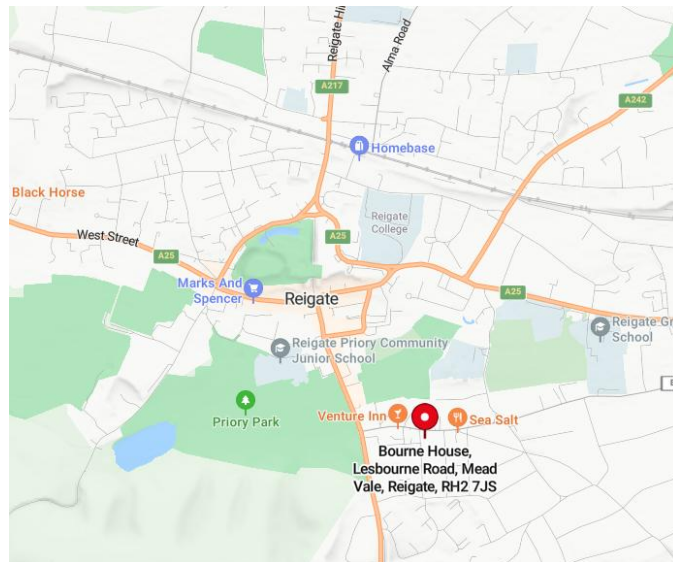 Reigate Hi
Alma Road
A217
A242
Homebase
Black Horse
Reigate
College
West Street
A25
A25
Marks And
Spencer
Reigate
A25
Reigate Gr
School
Reigate Priory Community
Junior School
Priory Park
Venture Inn
Sea Salt
Bourne House,
Lesbourne Road, Mead
Vale, Reigate, RH2 7JS